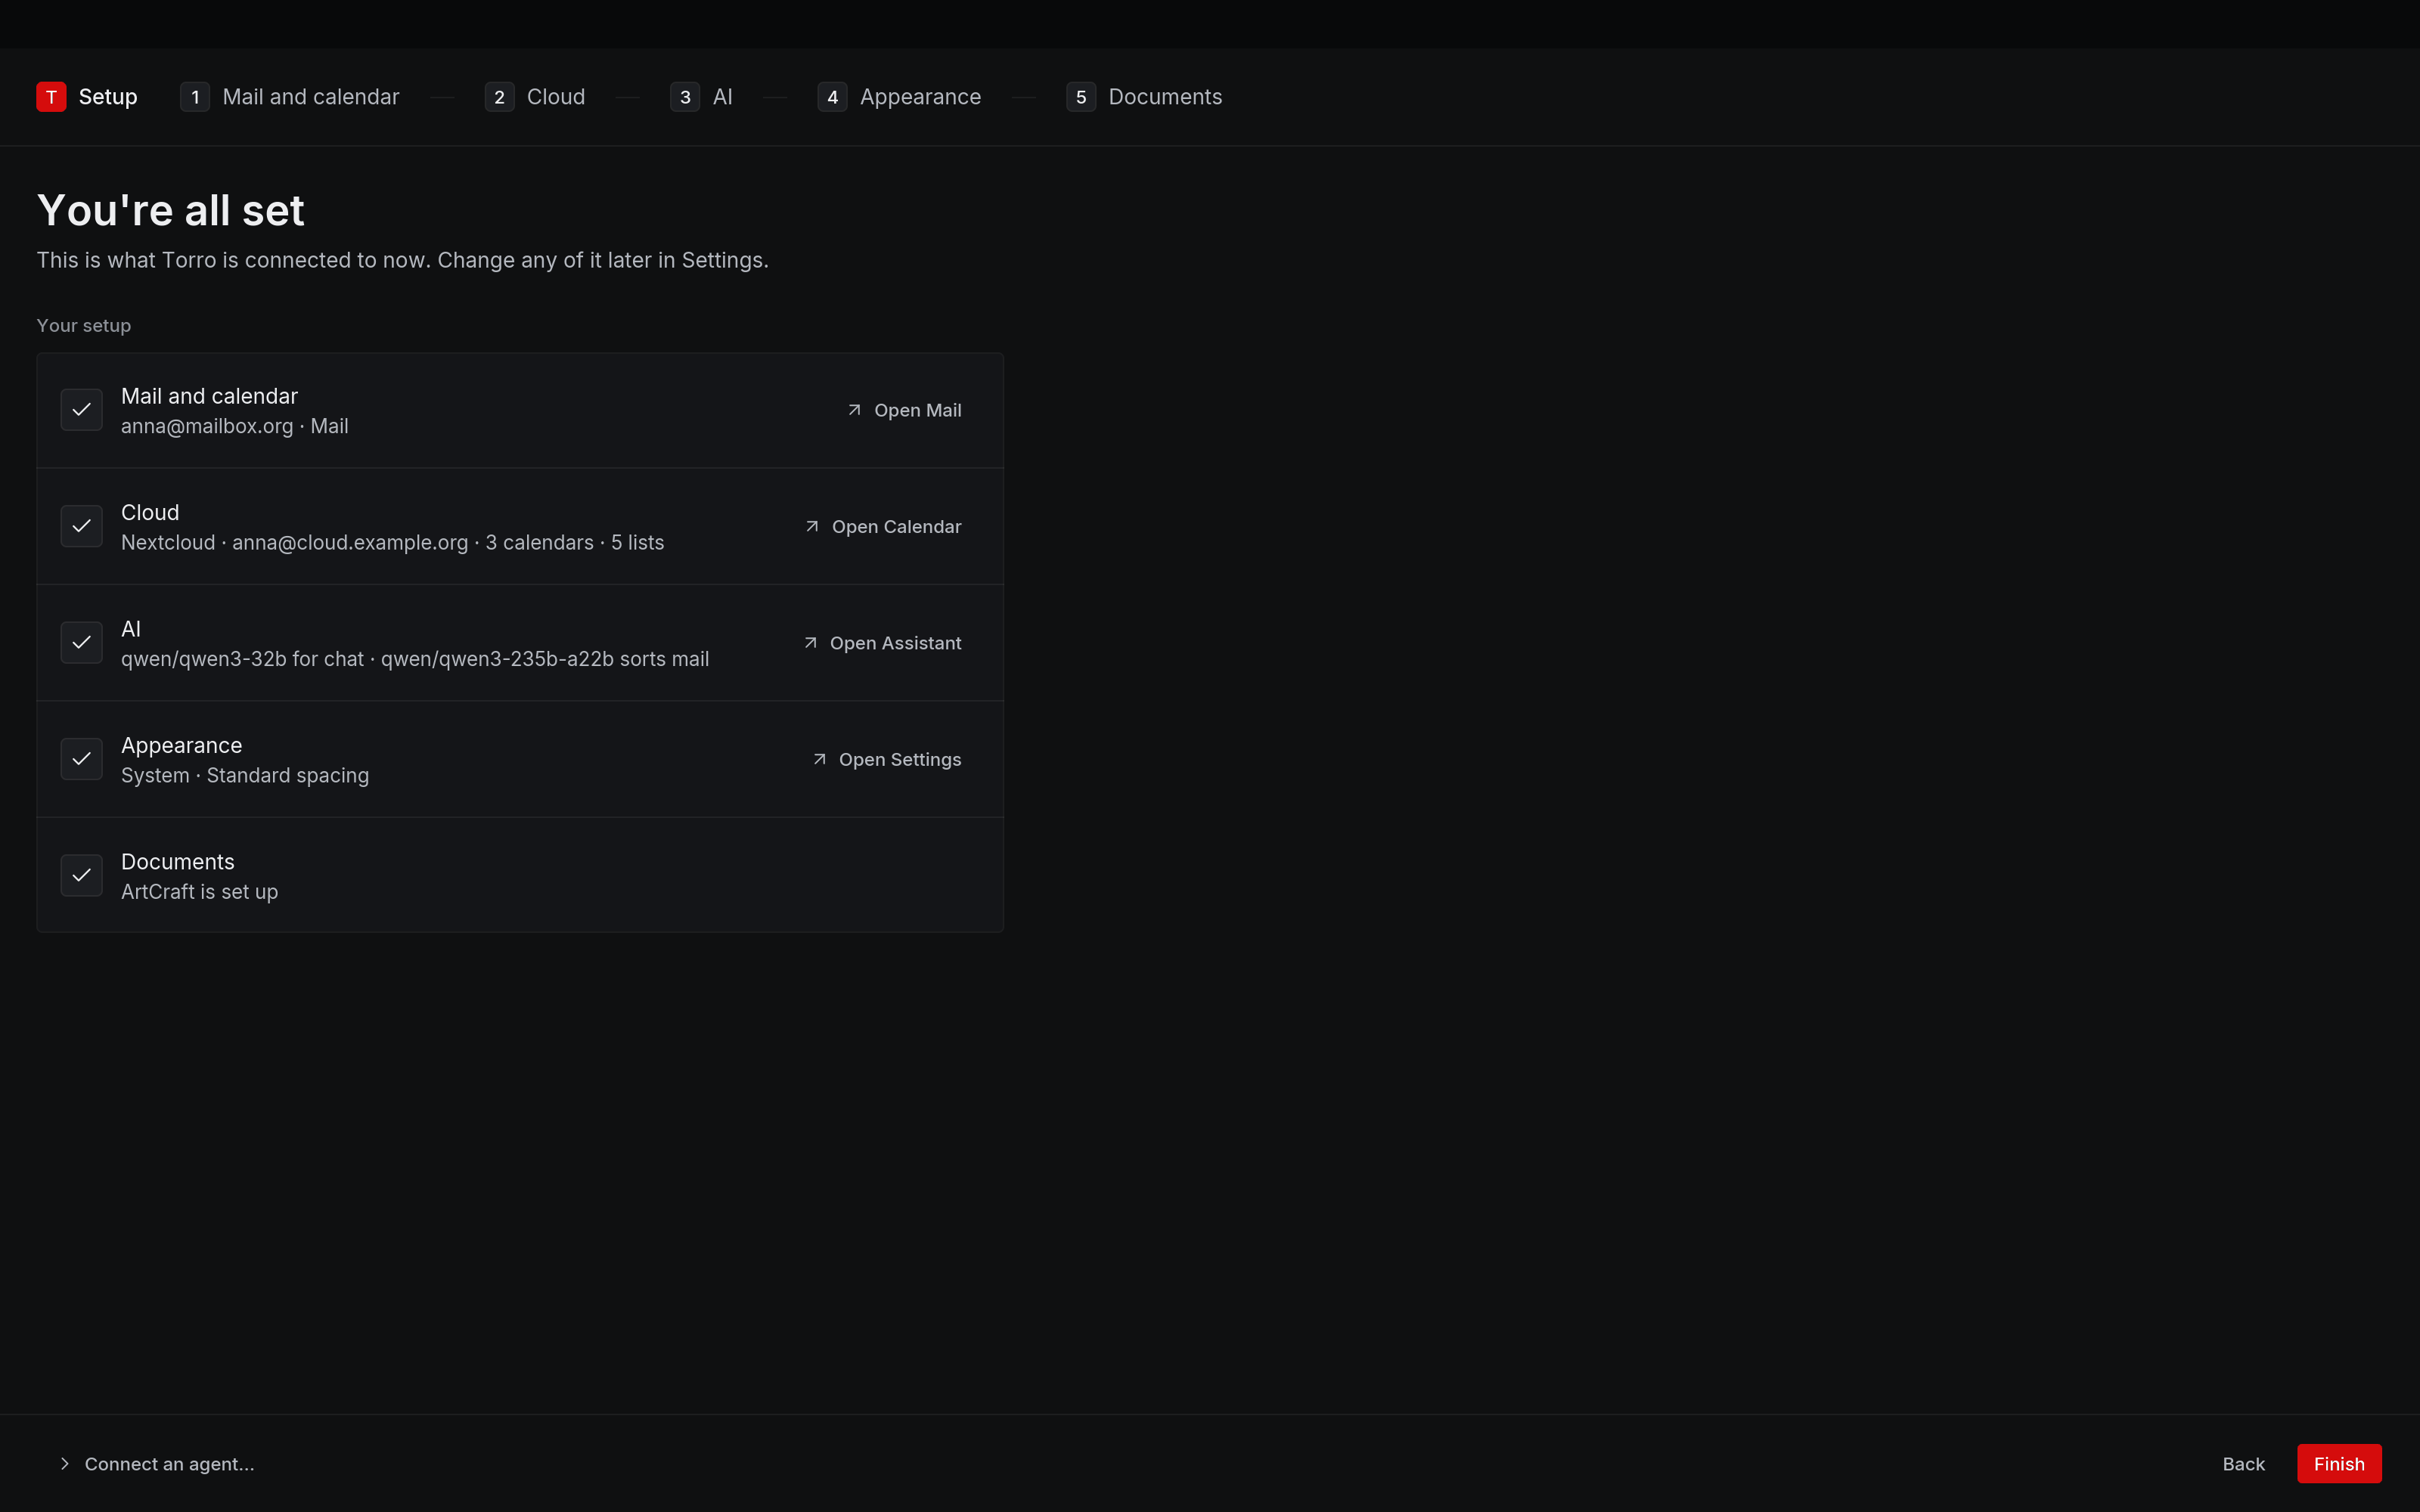 T Setup 1 Mail and calendar 2 Cloud 3 AI 4 Appearance 5 Documents
You're all set
This is what Torro is connected to now. Change any of it later in Settings.
Your setup
Mail and calendar
anna@mailbox.org · Mail
Open Mail
Cloud
Nextcloud · anna@cloud.example.org · 3 calendars · 5 lists
Open Calendar
AI
qwen/qwen3-32b for chat · qwen/qwen3-235b-a22b sorts mail
Open Assistant
Appearance
System · Standard spacing
Open Settings
Documents
ArtCraft is set up
Connect an agent...
Back
Finish